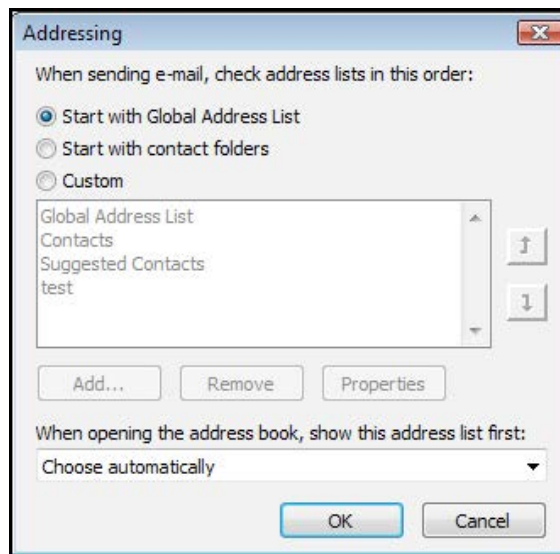 Addressing
When sending e-mail, check address lists in this order:
Start with Global Address List
Start with contact folders
Custom
Global Address List
Contacts
Suggested Contacts
test
Add... Remove Properties
When opening the address book, show this address list first:
Choose automatically
OK Cancel